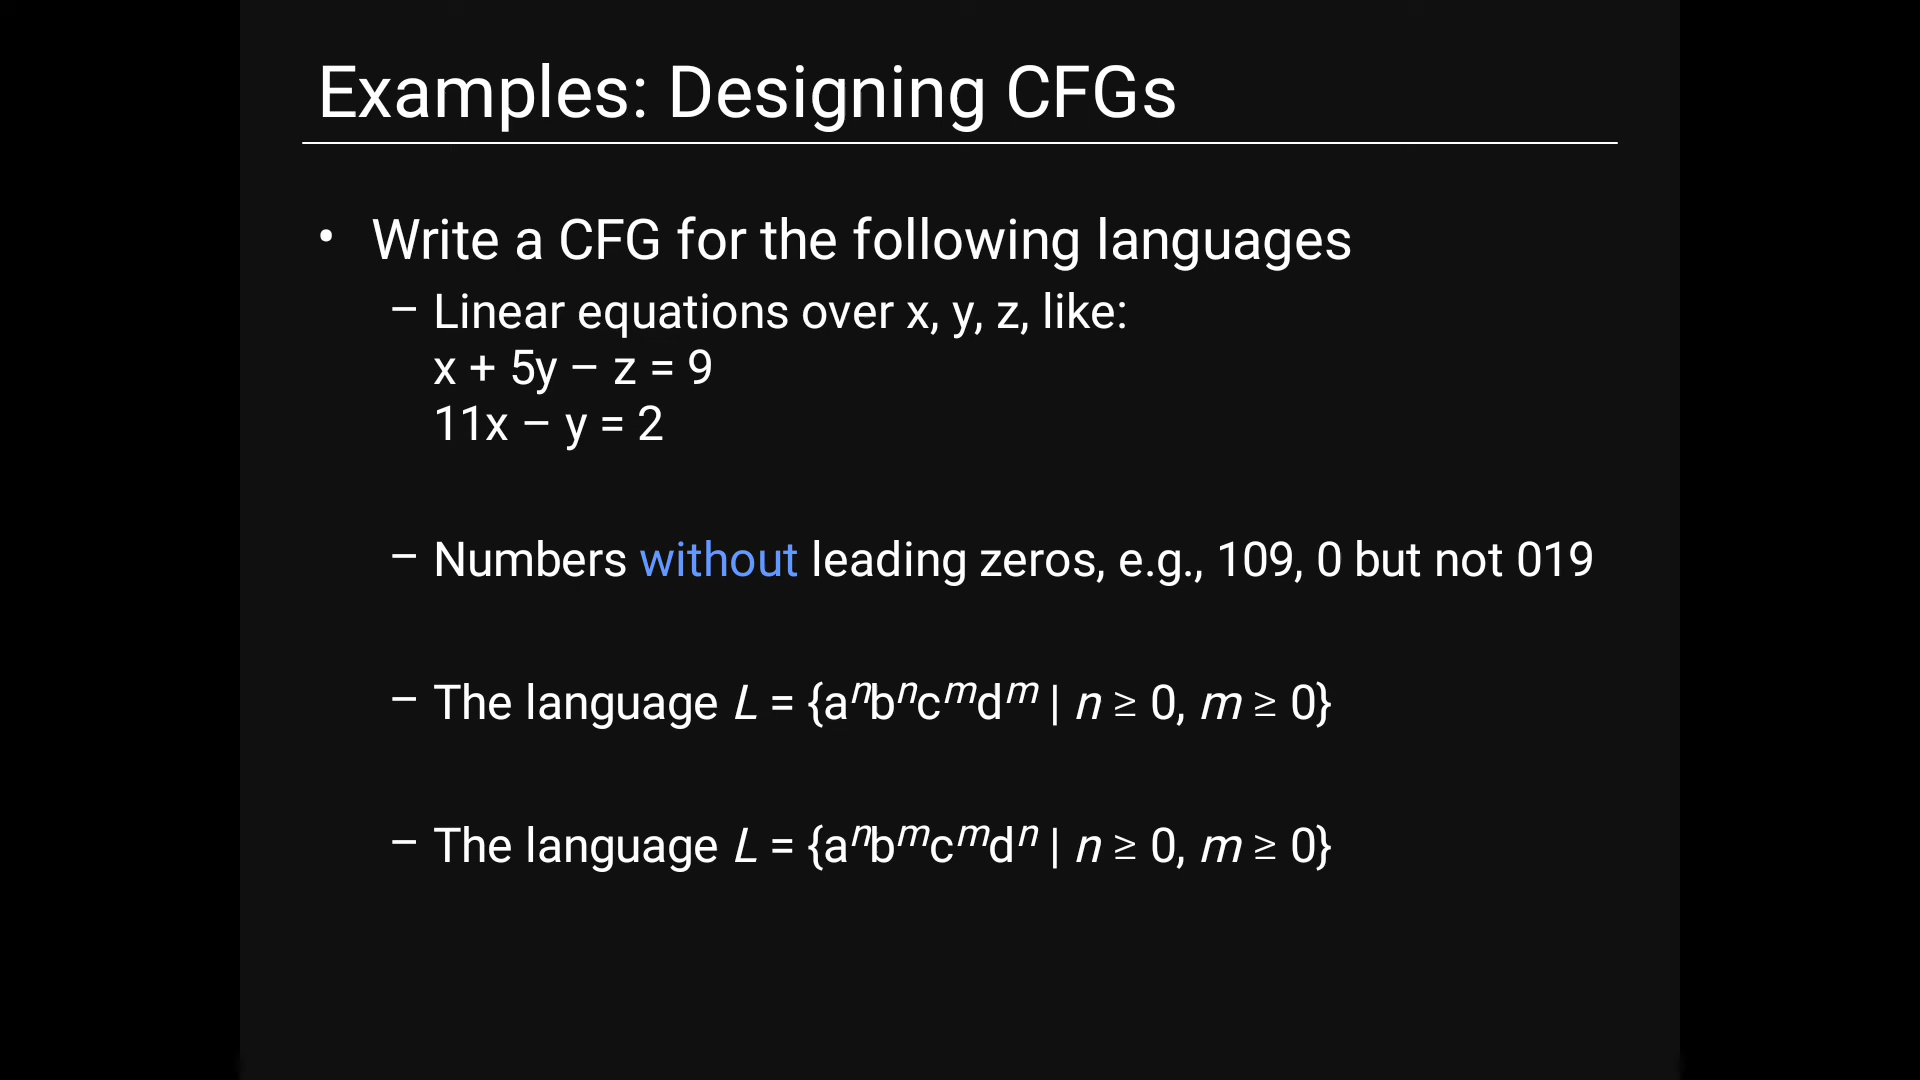 Examples: Designing CFGs
• Write a CFG for the following languages
– Linear equations over x, y, z, like:
x + 5y – z = 9
11x – y = 2
– Numbers without leading zeros, e.g., 109, 0 but not 019
– The language L = {aⁿbⁿcᵐdᵐ | n ≥ 0, m ≥ 0}
– The language L = {aⁿbᵐcᵐdⁿ | n ≥ 0, m ≥ 0}